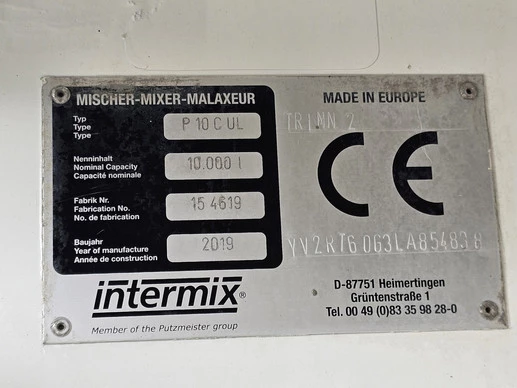 MISCHER-MIXER-MALAXEUR
Typ
Type
Type
P 10 C UL
Nenninhalt
Nominal Capacity
Capacité nominale
10.000 l
Fabrik Nr.
Fabrication No.
No. de fabrication
15 4619
Baujahr
Year of manufacture
Année de construction
2019
intermix®
Member of the Putzmeister group
MADE IN EUROPE
CE
D-87751 Heimertingen
Grüntenstraße 1
Tel. 00 49 (0)83 35 98 28-0